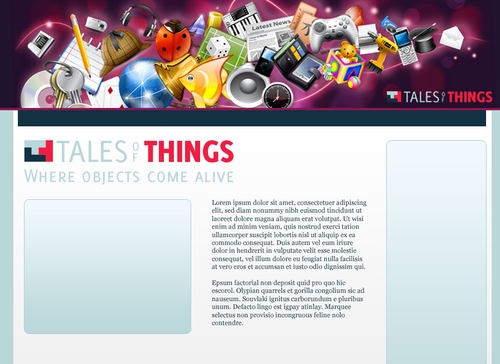 Latest News
TALES OF THINGS
TALES OF THINGS
WHERE OBJECTS COME ALIVE
Lorem ipsum dolor sit amet, consectetuer adipiscing
elit, sed diam nonummy nibh euismod tincidunt ut
laoreet dolore magna aliquam erat volutpat. Ut wisi
enim ad minim veniam, quis nostrud exerci tation
ullamcorper suscipit lobortis nisl ut aliquip ex ea
commodo consequat. Duis autem vel eum iriure
dolor in hendrerit in vulputate velit esse molestie
consequat, vel illum dolore eu feugiat nulla facilisis
at vero eros et accumsan et iusto odio dignissim qui.
Epsum factorial non deposit quid pro quo hic
escorol. Olypian quarrels et gorilla congolium sic ad
nauseum. Souvlaki ignitus carborundum e pluribus
unum. Defacto lingo est igpay atinlay. Marquee
selectus non provisio incongruous feline nolo
contendre.